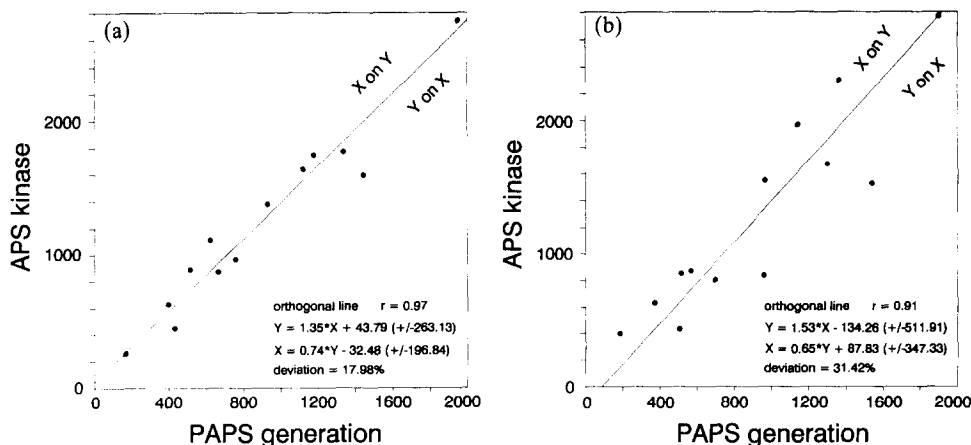 (a)
X on Y
Y on X
APS kinase
2000
1000
0
orthogonal line r = 0.97
Y = 1.35*X + 43.79 (+/-263.13)
X = 0.74*Y - 32.48 (+/-196.84)
deviation = 17.98%
0 400 800 1200 1600 2000
PAPS generation
(b)
X on Y
Y on X
APS kinase
2000
1000
0
orthogonal line r = 0.91
Y = 1.53*X - 134.26 (+/-511.91)
X = 0.65*Y + 87.83 (+/-347.33)
deviation = 31.42%
0 400 800 1200 1600 2000
PAPS generation